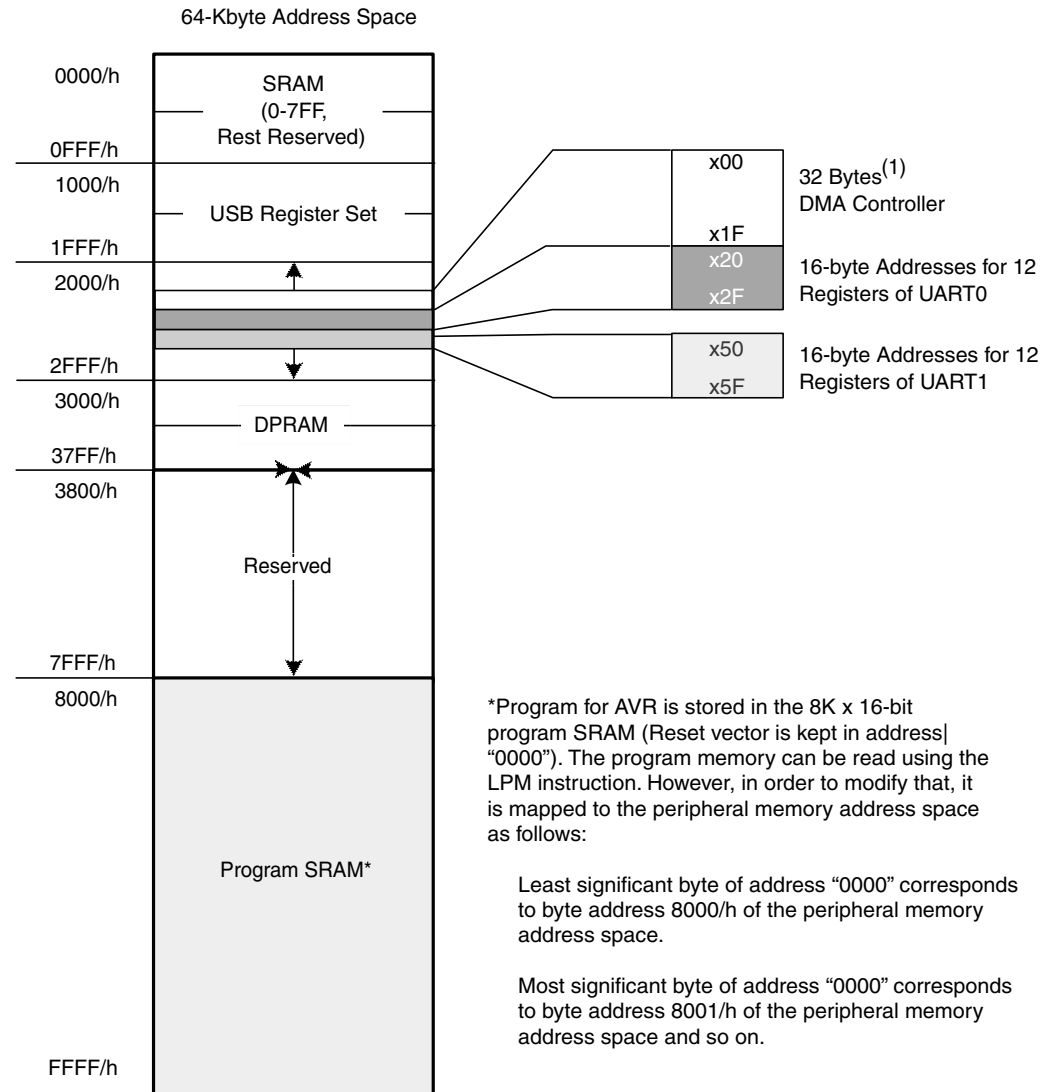 64-Kbyte Address Space
0000/h
SRAM
(0-7FF,
Rest Reserved)
0FFF/h
1000/h
USB Register Set
1FFF/h
2000/h
2FFF/h
3000/h
DPRAM
37FF/h
3800/h
Reserved
7FFF/h
8000/h
Program SRAM*
FFFF/h
x00
x1F
32 Bytes(1)
DMA Controller
x20
x2F
16-byte Addresses for 12
Registers of UART0
x50
x5F
16-byte Addresses for 12
Registers of UART1
*Program for AVR is stored in the 8K x 16-bit
program SRAM (Reset vector is kept in address|
“0000”). The program memory can be read using the
LPM instruction. However, in order to modify that, it
is mapped to the peripheral memory address space
as follows:
Least significant byte of address “0000” corresponds
to byte address 8000/h of the peripheral memory
address space.
Most significant byte of address “0000” corresponds
to byte address 8001/h of the peripheral memory
address space and so on.